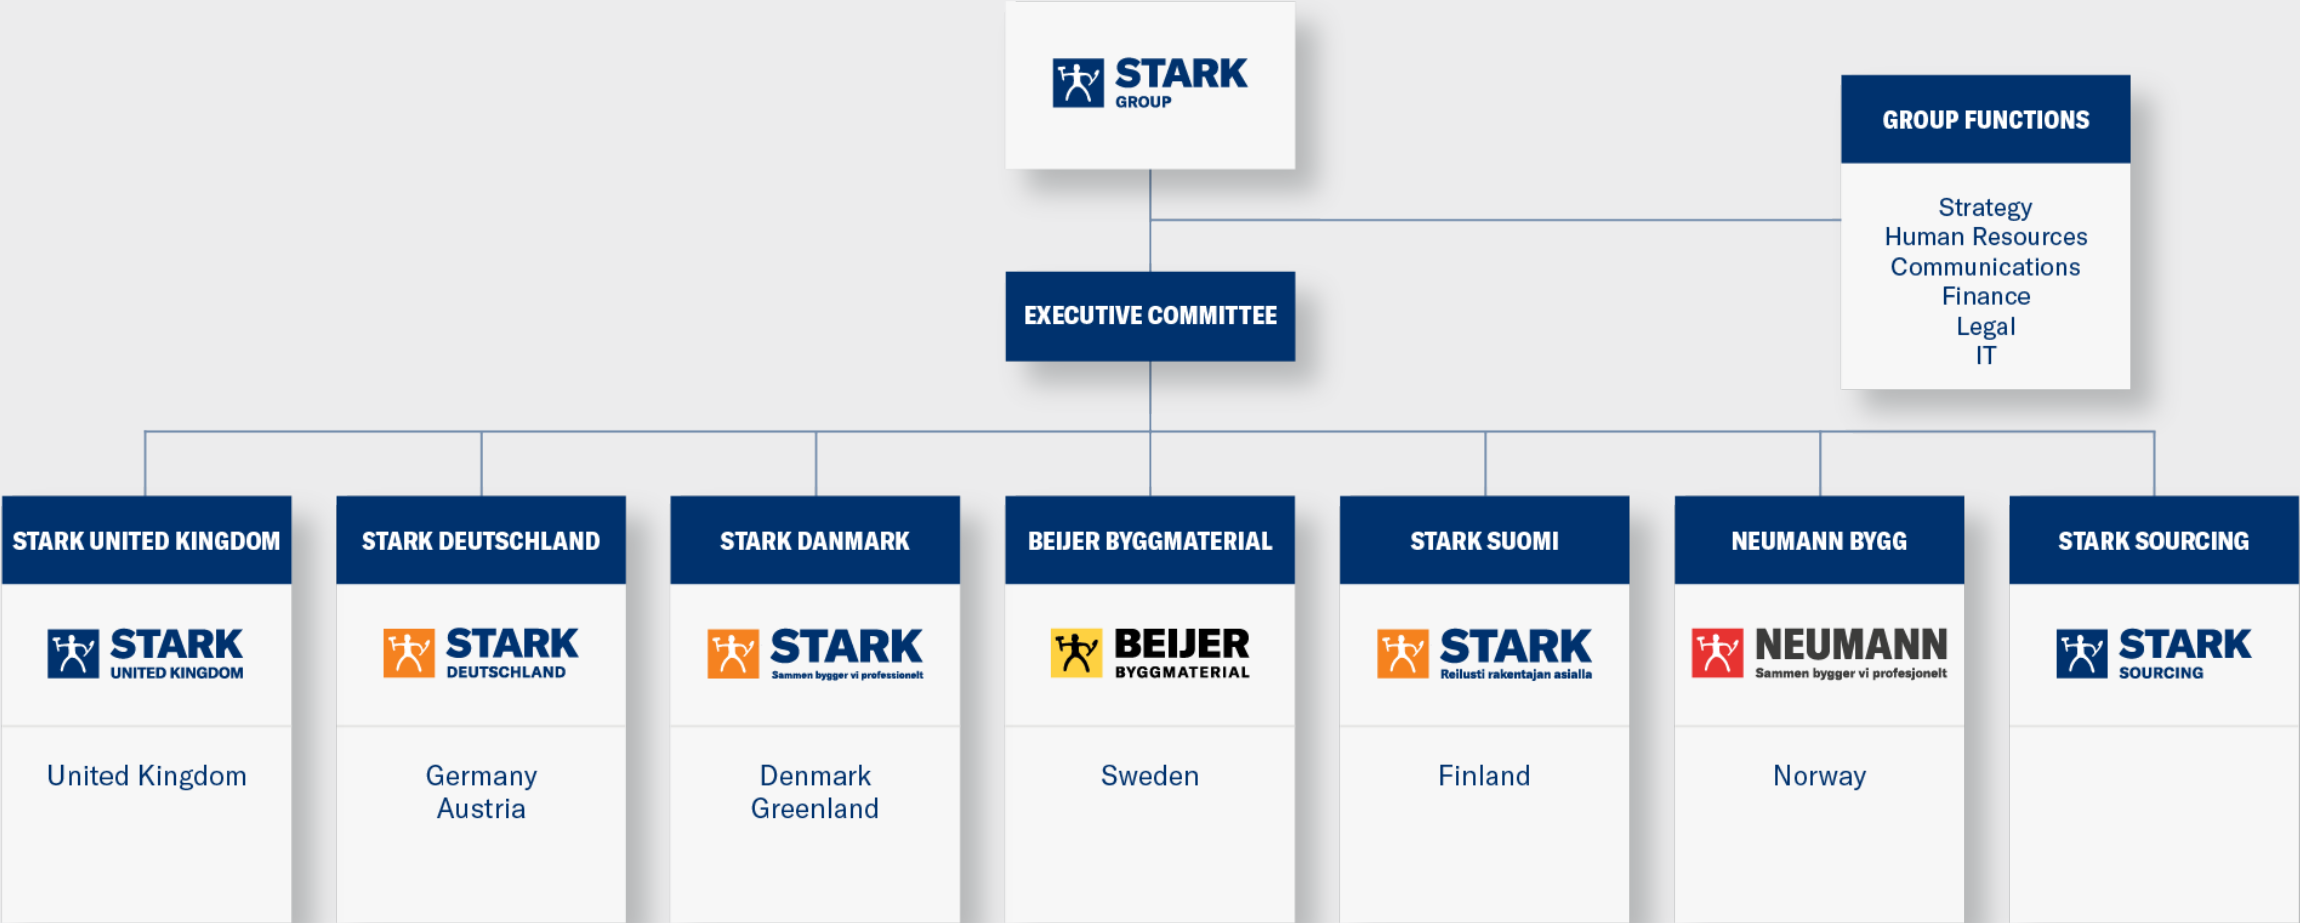 STARK
GROUP
GROUP FUNCTIONS
Strategy
Human Resources
Communications
Finance
Legal
IT
EXECUTIVE COMMITTEE
STARK UNITED KINGDOM
STARK
UNITED KINGDOM
United Kingdom
STARK DEUTSCHLAND
STARK
DEUTSCHLAND
Germany
Austria
STARK DANMARK
STARK
Sammen bygger vi professionelt
Denmark
Greenland
BEIJER BYGGMATERIAL
BEIJER
BYGGMATERIAL
Sweden
STARK SUOMI
STARK
Reilusti rakentajan asialla
Finland
NEUMANN BYGG
NEUMANN
Sammen bygger vi profesjonelt
Norway
STARK SOURCING
STARK
SOURCING